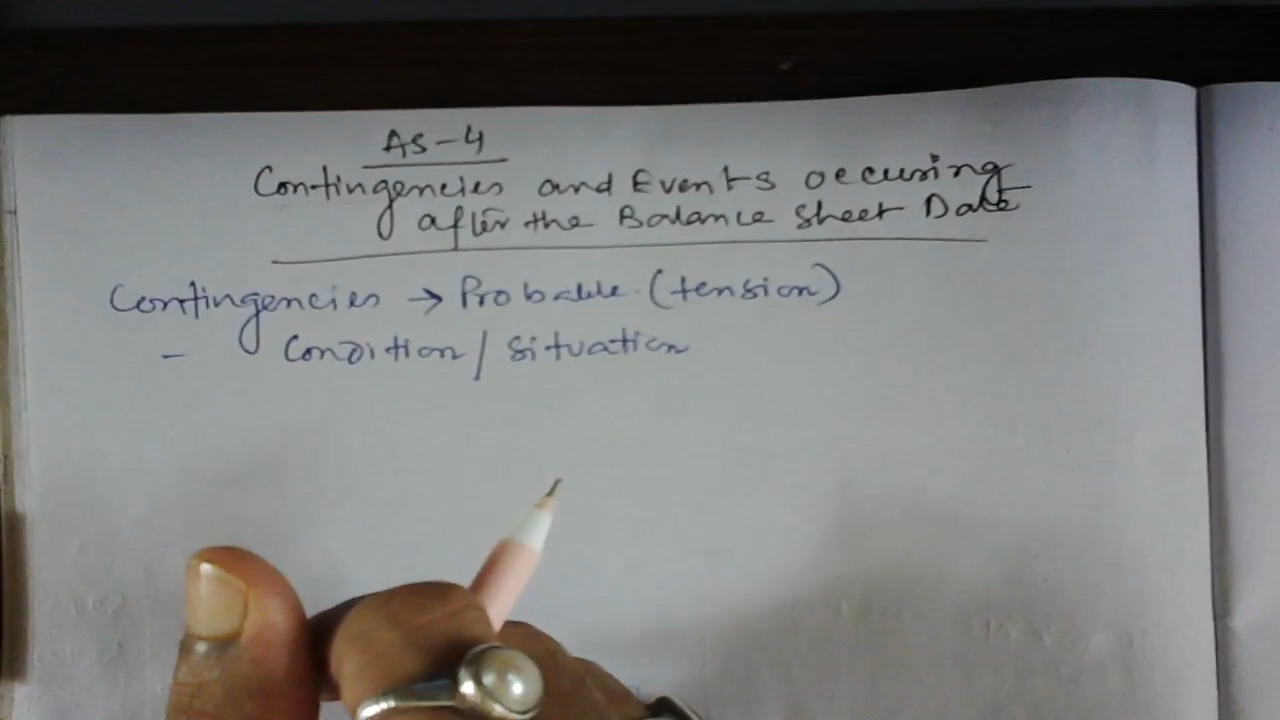 AS-4
Contingencies and Events occuring
after the Balance Sheet Date
Contingencies → Probable. (tension)
- Condition / Situation